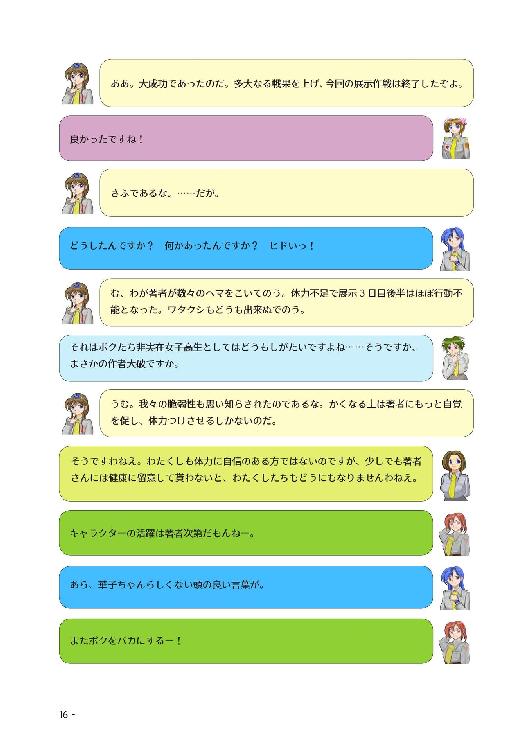 ああ。大成功であったのだ。多大なる戦果を上げ、今回の展示作戦は終了したぞよ。
良かったですね！
さふであるな。……だが。
どうしたんですか？　何かあったんですか？　ヒドいっ！
む、わが著者が数々のヘマをこいてのう。体力不足で展示３日目後半はほぼ行動不
能となった。ワタクシもどうも出来ぬでのう。
それはボクたち非実在女子高生としてはどうもしがたいですよね……そうですか、
まさかの作者大破ですか。
うむ。我々の脆弱性も思い知らされたのであるな。かくなる上は著者にもっと自覚
を促し、体力つけさせるしかないのだ。
そうですわねえ。わたくしも体力に自信のある方ではないのですが、少しでも著者
さんには健康に留意して貰わないと、わたくしたちもどうにもなりませんわねえ。
キャラクターの活躍は著者次第だもんねー。
あら、華子ちゃんらしくない頭の良い言葉が。
またボクをバカにするー！
16 -